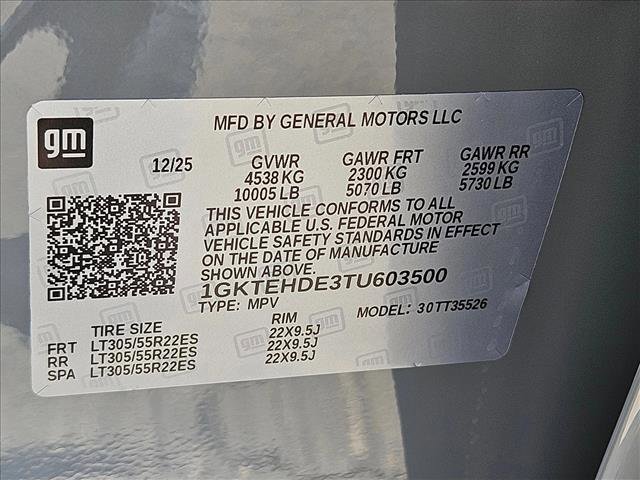 gm
MFD BY GENERAL MOTORS LLC
12/25 GVWR GAWR FRT GAWR RR
4538 KG 2300 KG 2599 KG
10005 LB 5070 LB 5730 LB
THIS VEHICLE CONFORMS TO ALL
APPLICABLE U.S. FEDERAL MOTOR
VEHICLE SAFETY STANDARDS IN EFFECT
ON THE DATE OF MANUFACTURE
SHOWN ABOVE.
1GKTEHDE3TU603500
TYPE: MPV MODEL: 30TT35526
TIRE SIZE RIM
FRT LT305/55R22ES 22X9.5J
RR LT305/55R22ES 22X9.5J
SPA LT305/55R22ES 22X9.5J